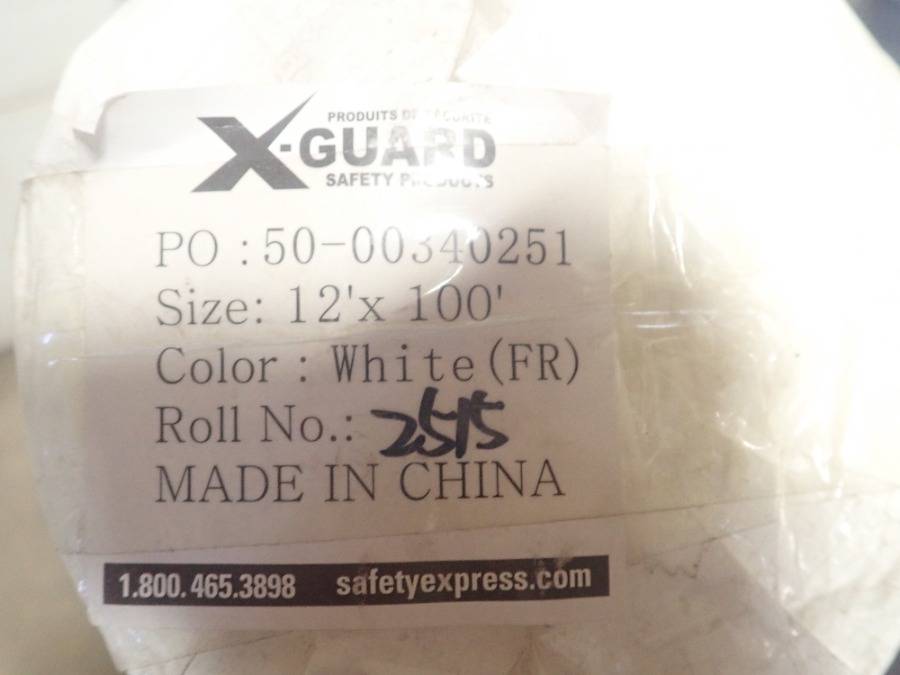 PRODUITS DE SÉCURITÉ
X-GUARD
SAFETY PRODUCTS
PO : 50-00340251
Size: 12'x 100'
Color : White(FR)
Roll No.: 2515
MADE IN CHINA
1.800.465.3898 safetyexpress.com